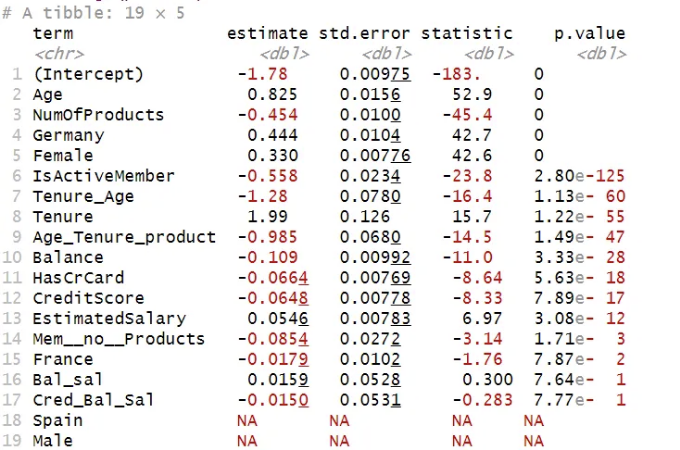 # A tibble: 19 × 5
term estimate std.error statistic p.value
<chr> <dbl> <dbl> <dbl> <dbl>
1 (Intercept) -1.78 0.00975 -183. 0
2 Age 0.825 0.0156 52.9 0
3 NumOfProducts -0.454 0.0100 -45.4 0
4 Germany 0.444 0.0104 42.7 0
5 Female 0.330 0.00776 42.6 0
6 IsActiveMember -0.558 0.0234 -23.8 2.80e-125
7 Tenure_Age -1.28 0.0780 -16.4 1.13e- 60
8 Tenure 1.99 0.126 15.7 1.22e- 55
9 Age_Tenure_product -0.985 0.0680 -14.5 1.49e- 47
10 Balance -0.109 0.00992 -11.0 3.33e- 28
11 HasCrCard -0.0664 0.00769 -8.64 5.63e- 18
12 CreditScore -0.0648 0.00778 -8.33 7.89e- 17
13 EstimatedSalary 0.0546 0.00783 6.97 3.08e- 12
14 Mem__no__Products -0.0854 0.0272 -3.14 1.71e- 3
15 France -0.0179 0.0102 -1.76 7.87e- 2
16 Bal_sal 0.0159 0.0528 0.300 7.64e- 1
17 Cred_Bal_Sal -0.0150 0.0531 -0.283 7.77e- 1
18 Spain NA NA NA NA
19 Male NA NA NA NA